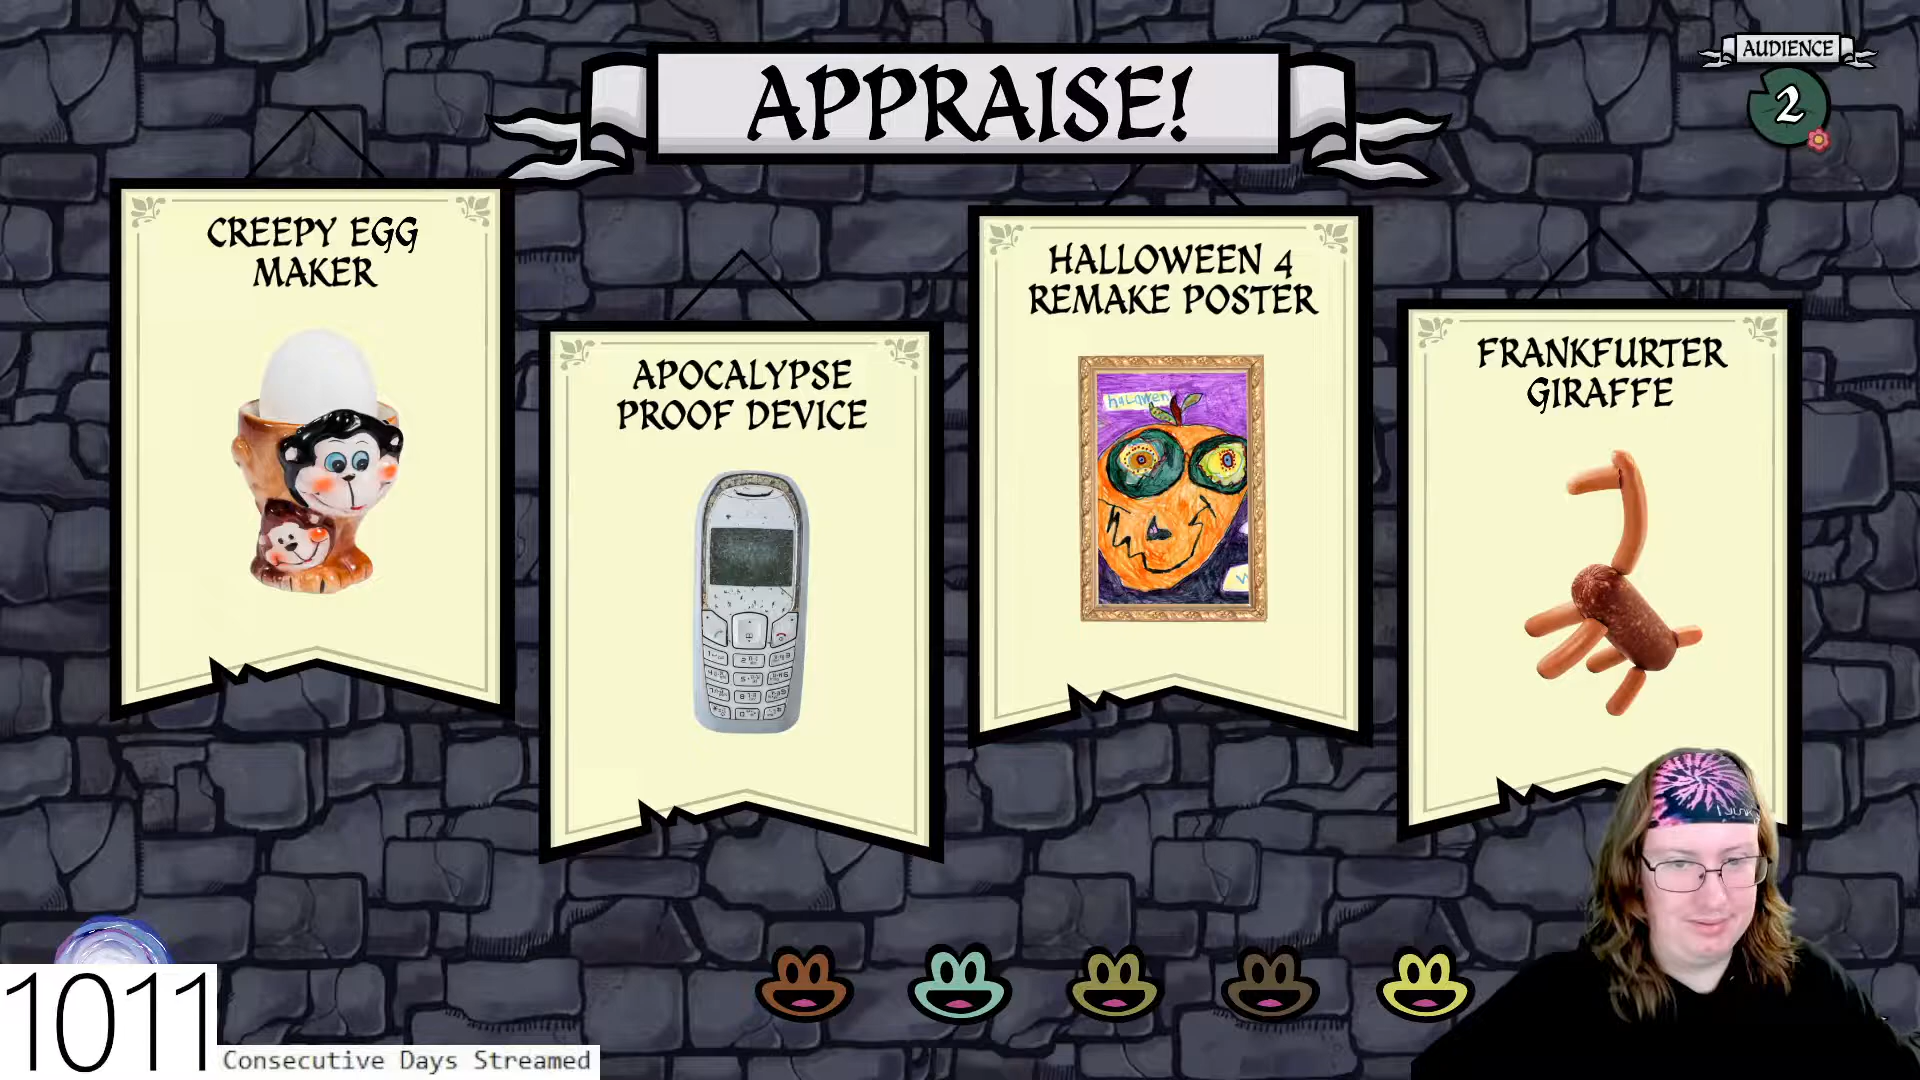 APPRAISE!
AUDIENCE
2
CREEPY EGG
MAKER
APOCALYPSE
PROOF DEVICE
HALLOWEEN 4
REMAKE POSTER
FRANKFURTER
GIRAFFE
1011
Consecutive Days Streamed